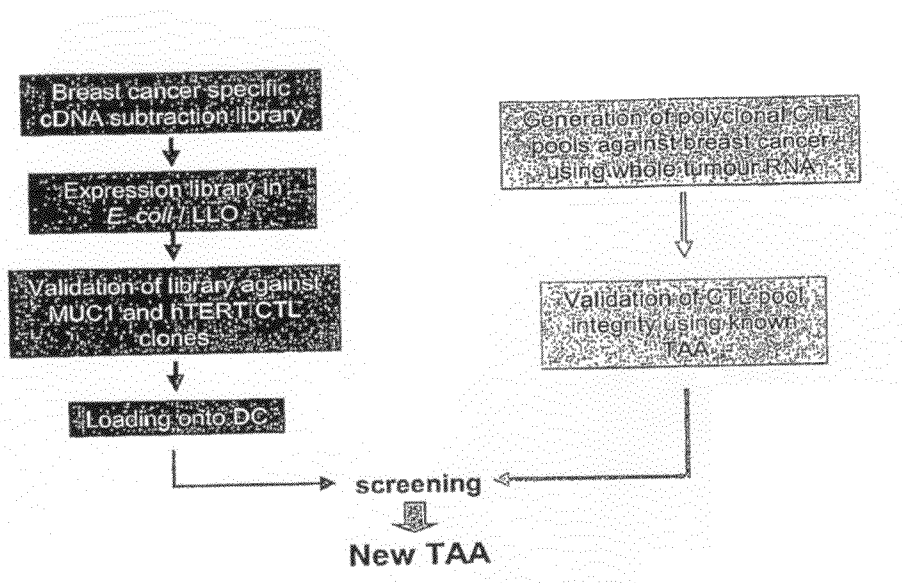 Breast cancer specific
cDNA subtraction library
Expression library in
E. coli / LLO
Validation of library against
MUC1 and hTERT CTL
clones
Loading onto DC
Generation of polyclonal CTL
pools against breast cancer
using whole tumour RNA
Validation of CTL pool
integrity using known
TAA
screening
New TAA